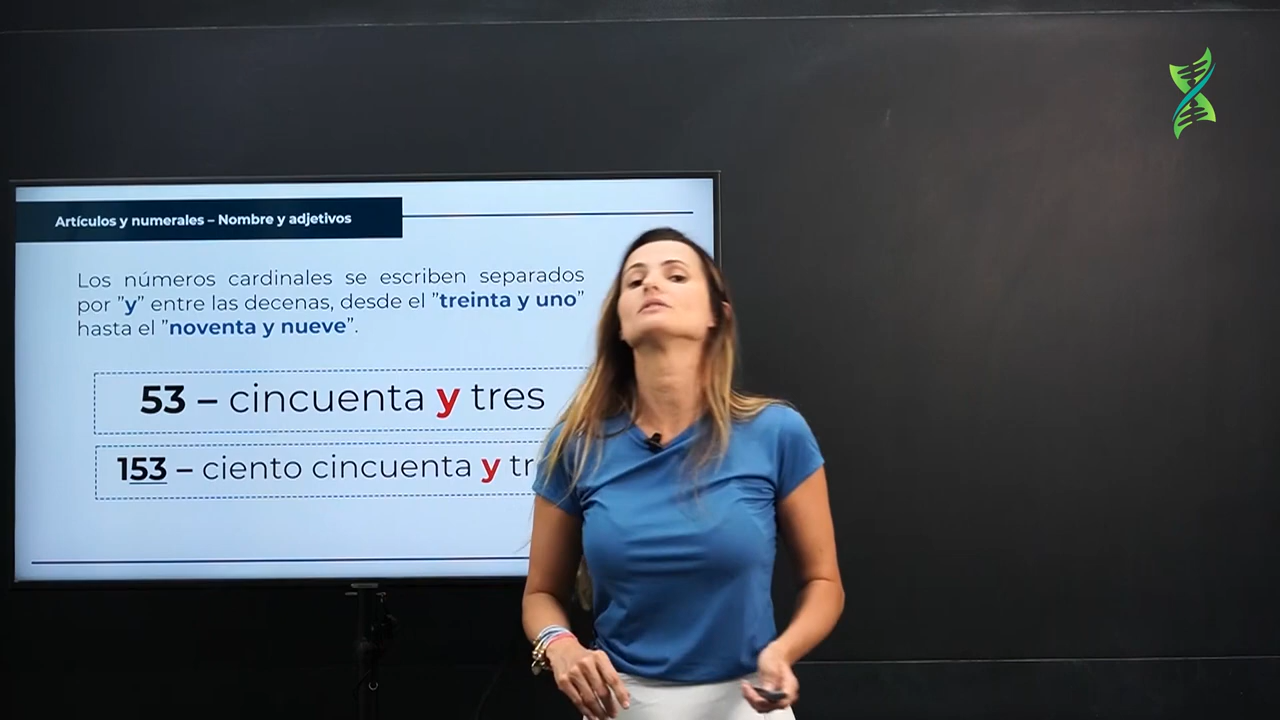 Artículos y numerales – Nombre y adjetivos
Los números cardinales se escriben separados
por "y" entre las decenas, desde el "treinta y uno"
hasta el "noventa y nueve".
53 – cincuenta y tres
153 – ciento cincuenta y